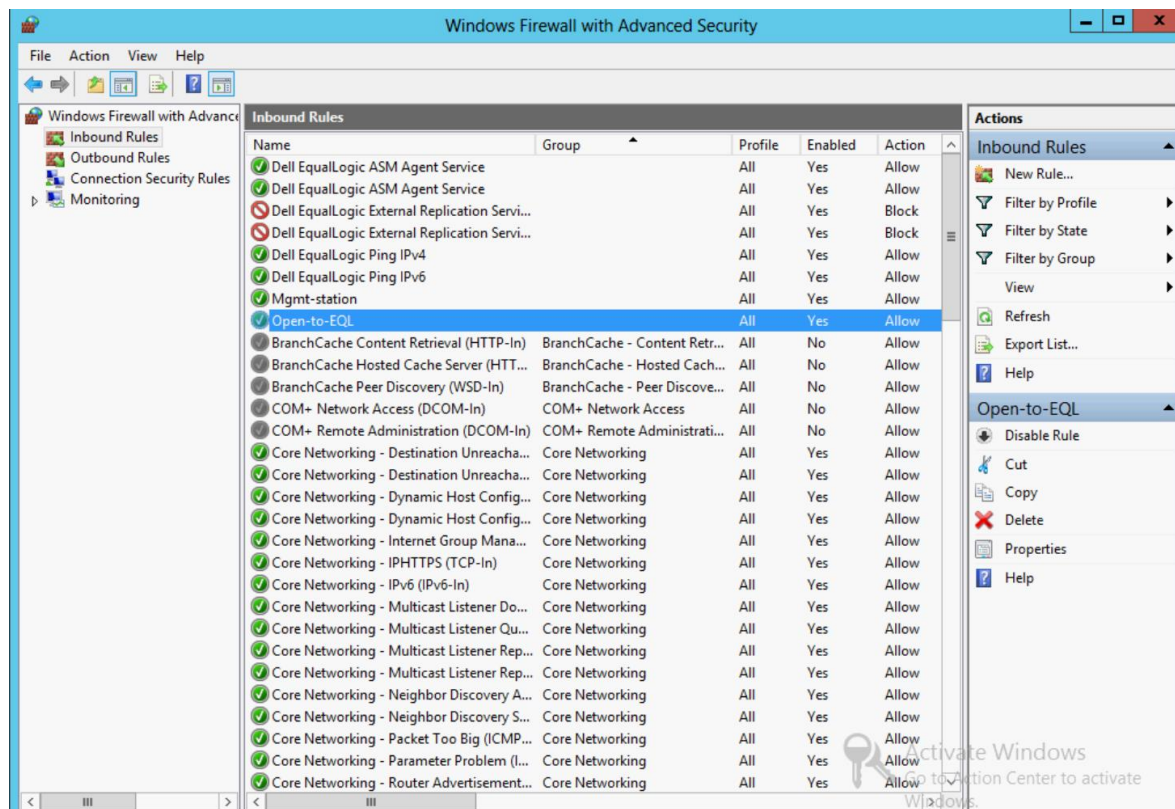 Windows Firewall with Advanced Security
File Action View Help
Windows Firewall with Advance
Inbound Rules
Outbound Rules
Connection Security Rules
Monitoring
Inbound Rules
Name Group Profile Enabled Action
Dell EqualLogic ASM Agent Service All Yes Allow
Dell EqualLogic ASM Agent Service All Yes Allow
Dell EqualLogic External Replication Servi... All Yes Block
Dell EqualLogic External Replication Servi... All Yes Block
Dell EqualLogic Ping IPv4 All Yes Allow
Dell EqualLogic Ping IPv6 All Yes Allow
Mgmt-station All Yes Allow
Open-to-EQL All Yes Allow
BranchCache Content Retrieval (HTTP-In) BranchCache - Content Retr... All No Allow
BranchCache Hosted Cache Server (HTT... BranchCache - Hosted Cach... All No Allow
BranchCache Peer Discovery (WSD-In) BranchCache - Peer Discove... All No Allow
COM+ Network Access (DCOM-In) COM+ Network Access All No Allow
COM+ Remote Administration (DCOM-In) COM+ Remote Administrati... All No Allow
Core Networking - Destination Unreacha... Core Networking All Yes Allow
Core Networking - Destination Unreacha... Core Networking All Yes Allow
Core Networking - Dynamic Host Config... Core Networking All Yes Allow
Core Networking - Dynamic Host Config... Core Networking All Yes Allow
Core Networking - Internet Group Mana... Core Networking All Yes Allow
Core Networking - IPHTTPS (TCP-In) Core Networking All Yes Allow
Core Networking - IPv6 (IPv6-In) Core Networking All Yes Allow
Core Networking - Multicast Listener Do... Core Networking All Yes Allow
Core Networking - Multicast Listener Qu... Core Networking All Yes Allow
Core Networking - Multicast Listener Rep... Core Networking All Yes Allow
Core Networking - Multicast Listener Rep... Core Networking All Yes Allow
Core Networking - Neighbor Discovery A... Core Networking All Yes Allow
Core Networking - Neighbor Discovery S... Core Networking All Yes Allow
Core Networking - Packet Too Big (ICMP... Core Networking All Yes Allow
Core Networking - Parameter Problem (I... Core Networking All Yes Allow
Core Networking - Router Advertisement... Core Networking All Yes Allow
Actions
Inbound Rules
New Rule...
Filter by Profile
Filter by State
Filter by Group
View
Refresh
Export List...
Help
Open-to-EQL
Disable Rule
Cut
Copy
Delete
Properties
Help
Activate Windows
Go to Action Center to activate
Windows.